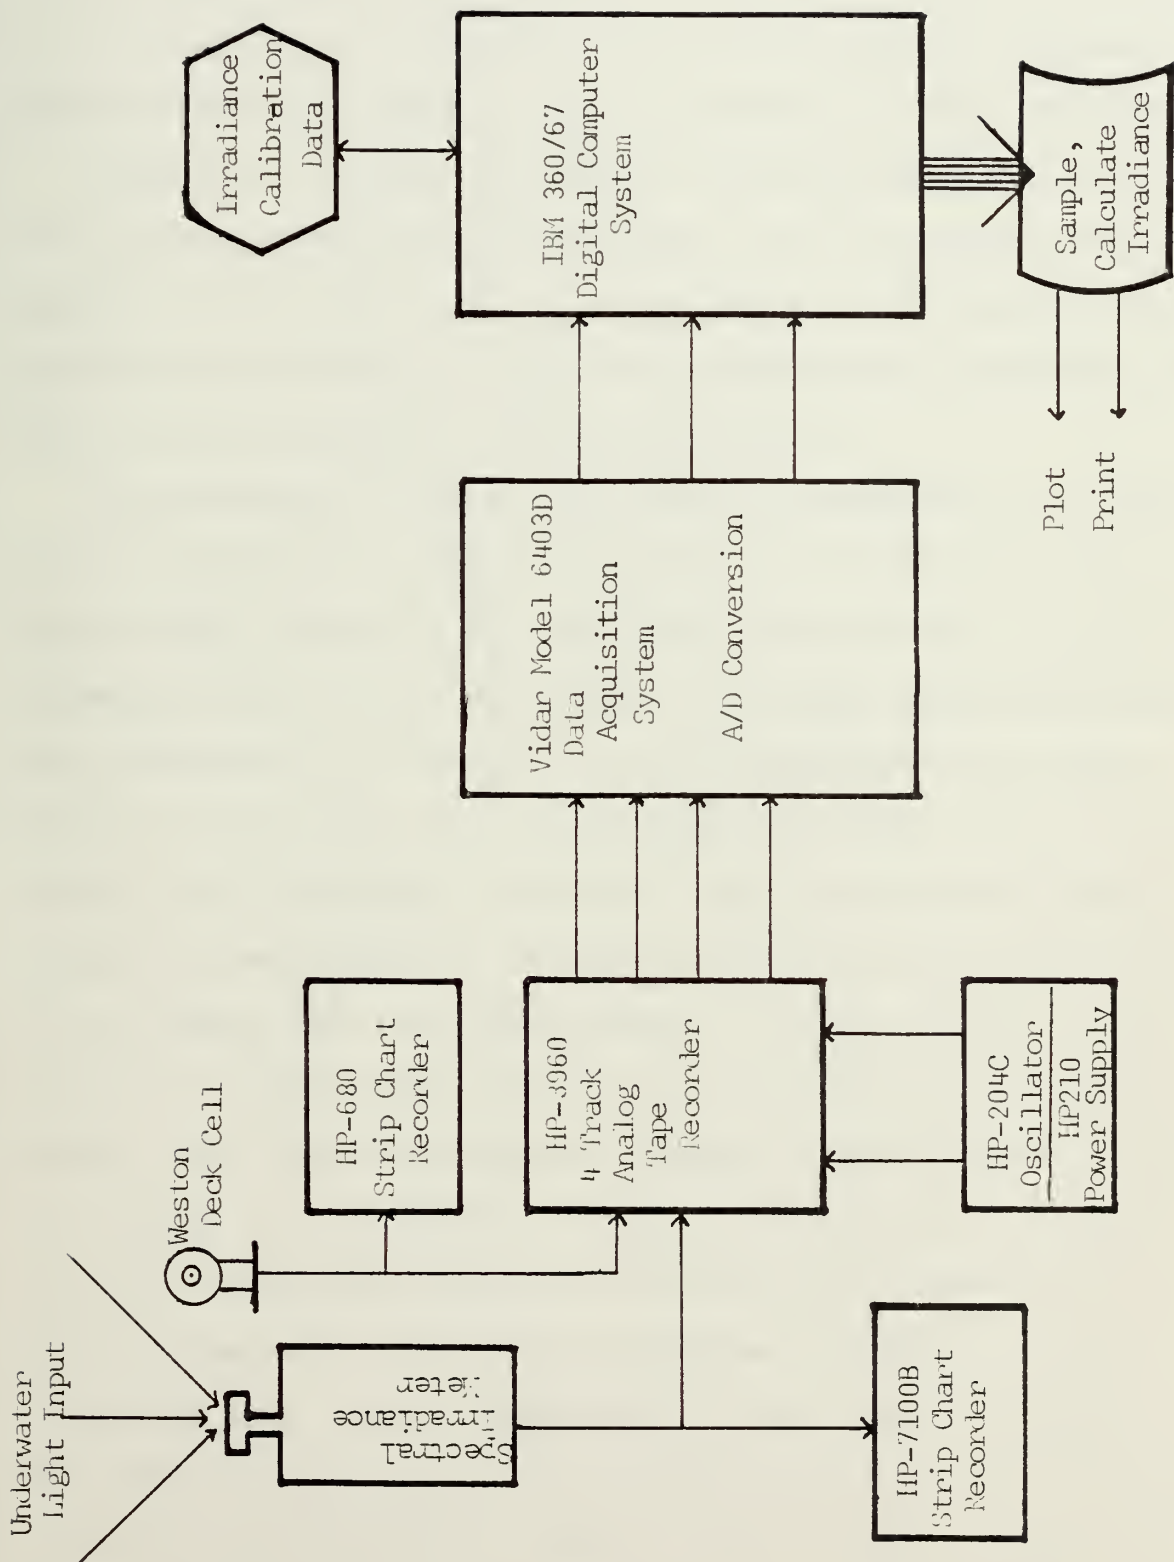 Underwater
Light Input
Spectral
Irradiance
Meter
HP-7100B
Strip Chart
Recorder
Weston
Deck Cell
HP-680
Strip Chart
Recorder
HP-3960
4 Track
Analog
Tape
Recorder
HP-204C
Oscillator
HP210
Power Supply
Vidar Model 6403D
Data
Acquisition
System
A/D Conversion
Irradiance
Calibration
Data
IBM 360/67
Digital Computer
System
Sample,
Calculate
Irradiance
Plot
Print